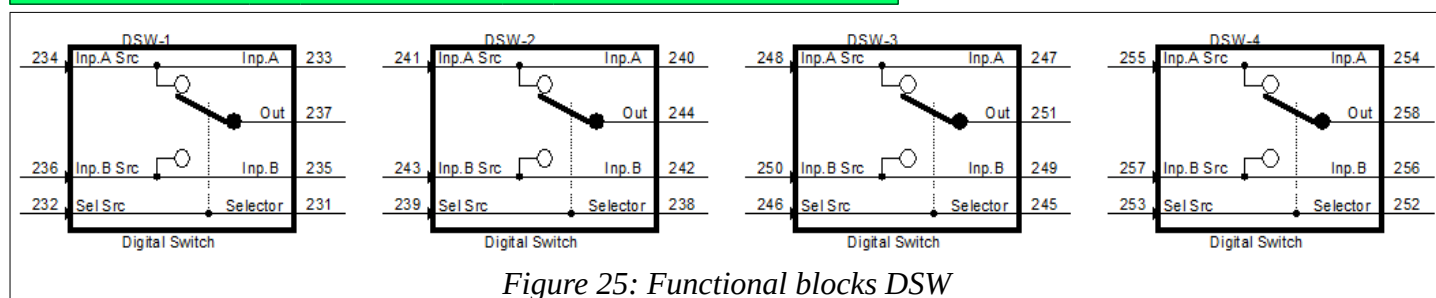 DSW-1 DSW-2 DSW-3 DSW-4
234 Inp.A Src Inp.A 233 241 Inp.A Src Inp.A 240 248 Inp.A Src Inp.A 247 255 Inp.A Src Inp.A 254
Out 237 Out 244 Out 251 Out 258
236 Inp.B Src Inp.B 235 243 Inp.B Src Inp.B 242 250 Inp.B Src Inp.B 249 257 Inp.B Src Inp.B 256
232 Sel Src Selector 231 239 Sel Src Selector 238 246 Sel Src Selector 245 253 Sel Src Selector 252
Digital Switch Digital Switch Digital Switch Digital Switch
Figure 25: Functional blocks DSW